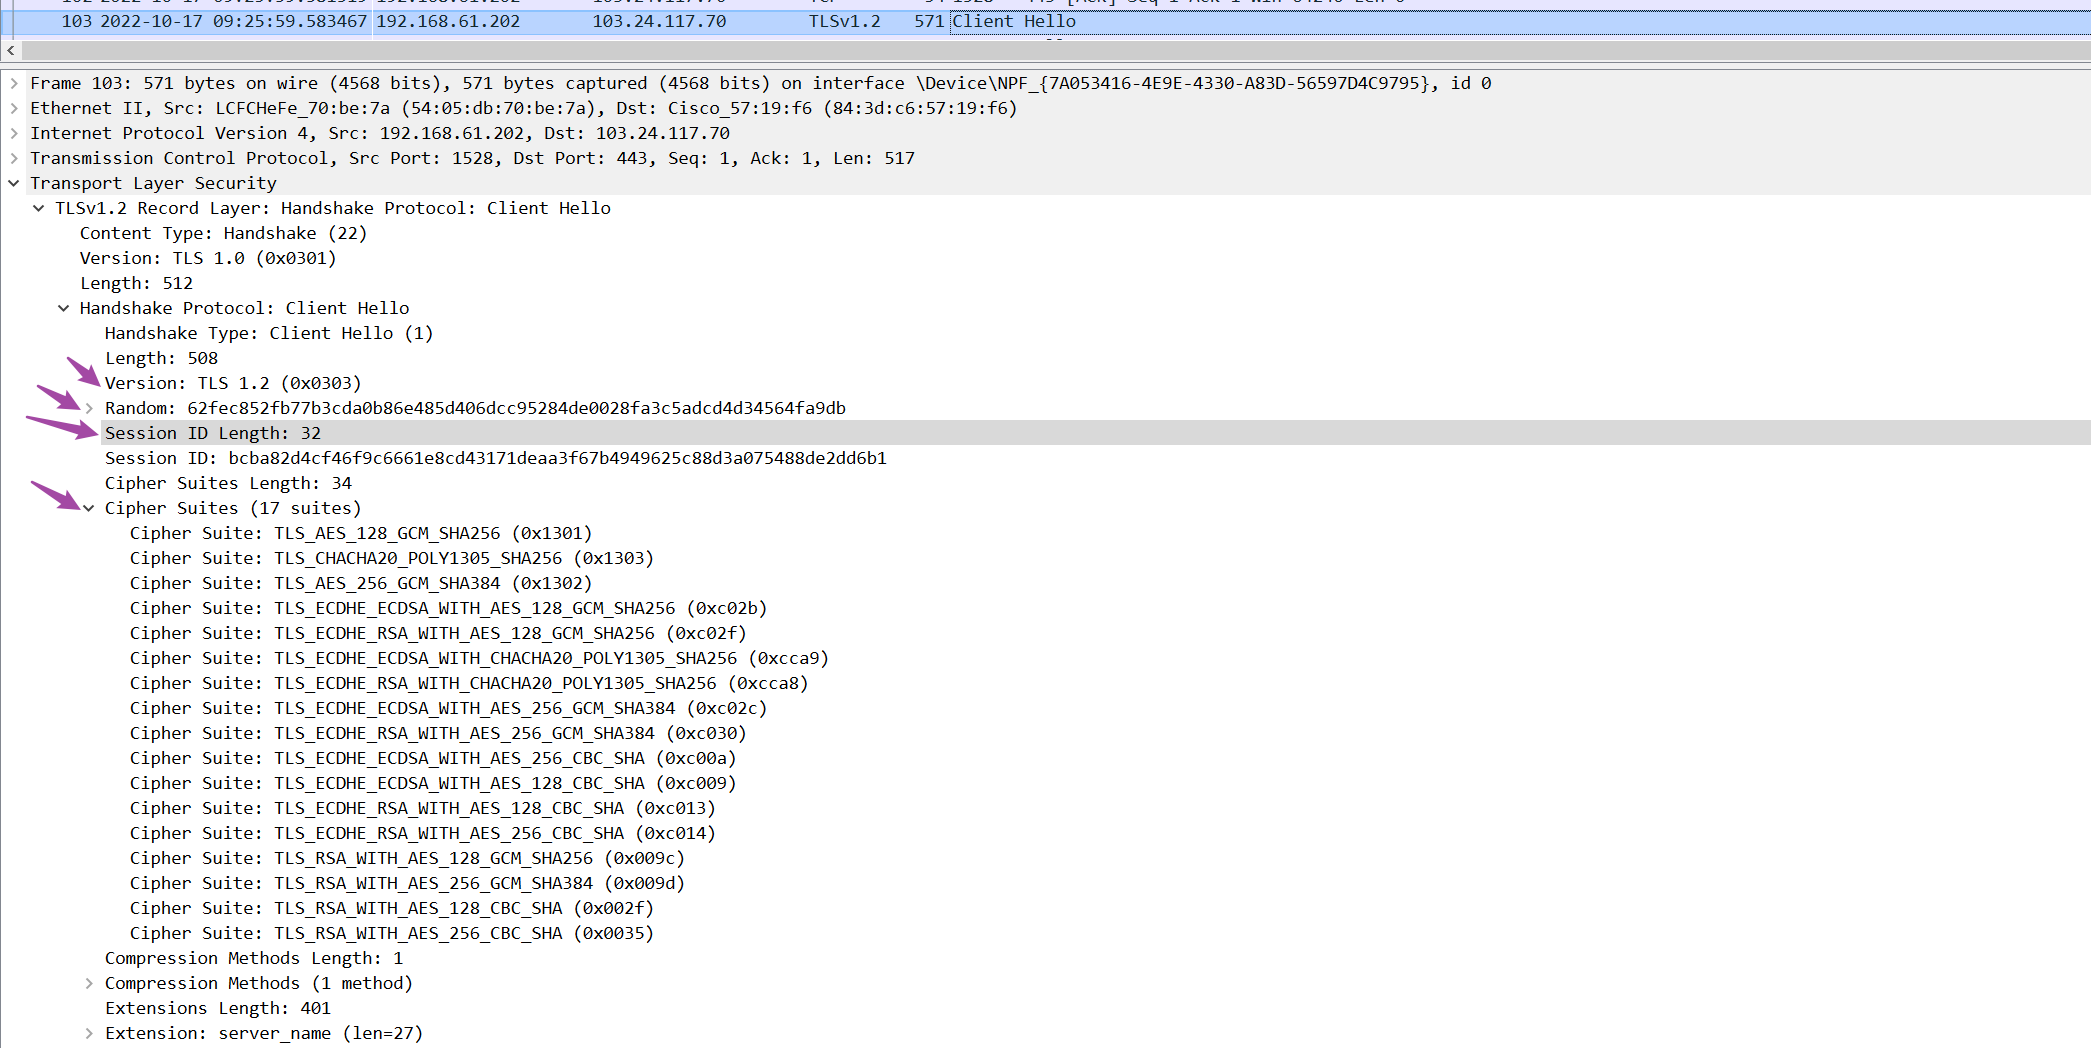 103 2022-10-17 09:25:59.583467 192.168.61.202 103.24.117.70 TLSv1.2 571 Client Hello
Frame 103: 571 bytes on wire (4568 bits), 571 bytes captured (4568 bits) on interface \Device\NPF_{7A053416-4E9E-4330-A83D-56597D4C9795}, id 0
Ethernet II, Src: LCFCHeFe_70:be:7a (54:05:db:70:be:7a), Dst: Cisco_57:19:f6 (84:3d:c6:57:19:f6)
Internet Protocol Version 4, Src: 192.168.61.202, Dst: 103.24.117.70
Transmission Control Protocol, Src Port: 1528, Dst Port: 443, Seq: 1, Ack: 1, Len: 517
Transport Layer Security
TLSv1.2 Record Layer: Handshake Protocol: Client Hello
Content Type: Handshake (22)
Version: TLS 1.0 (0x0301)
Length: 512
Handshake Protocol: Client Hello
Handshake Type: Client Hello (1)
Length: 508
Version: TLS 1.2 (0x0303)
Random: 62fec852fb77b3cda0b86e485d406dcc95284de0028fa3c5adcd4d34564fa9db
Session ID Length: 32
Session ID: bcba82d4cf46f9c6661e8cd43171deaa3f67b4949625c88d3a075488de2dd6b1
Cipher Suites Length: 34
Cipher Suites (17 suites)
Cipher Suite: TLS_AES_128_GCM_SHA256 (0x1301)
Cipher Suite: TLS_CHACHA20_POLY1305_SHA256 (0x1303)
Cipher Suite: TLS_AES_256_GCM_SHA384 (0x1302)
Cipher Suite: TLS_ECDHE_ECDSA_WITH_AES_128_GCM_SHA256 (0xc02b)
Cipher Suite: TLS_ECDHE_RSA_WITH_AES_128_GCM_SHA256 (0xc02f)
Cipher Suite: TLS_ECDHE_ECDSA_WITH_CHACHA20_POLY1305_SHA256 (0xcca9)
Cipher Suite: TLS_ECDHE_RSA_WITH_CHACHA20_POLY1305_SHA256 (0xcca8)
Cipher Suite: TLS_ECDHE_ECDSA_WITH_AES_256_GCM_SHA384 (0xc02c)
Cipher Suite: TLS_ECDHE_RSA_WITH_AES_256_GCM_SHA384 (0xc030)
Cipher Suite: TLS_ECDHE_ECDSA_WITH_AES_256_CBC_SHA (0xc00a)
Cipher Suite: TLS_ECDHE_ECDSA_WITH_AES_128_CBC_SHA (0xc009)
Cipher Suite: TLS_ECDHE_RSA_WITH_AES_128_CBC_SHA (0xc013)
Cipher Suite: TLS_ECDHE_RSA_WITH_AES_256_CBC_SHA (0xc014)
Cipher Suite: TLS_RSA_WITH_AES_128_GCM_SHA256 (0x009c)
Cipher Suite: TLS_RSA_WITH_AES_256_GCM_SHA384 (0x009d)
Cipher Suite: TLS_RSA_WITH_AES_128_CBC_SHA (0x002f)
Cipher Suite: TLS_RSA_WITH_AES_256_CBC_SHA (0x0035)
Compression Methods Length: 1
Compression Methods (1 method)
Extensions Length: 401
Extension: server_name (len=27)